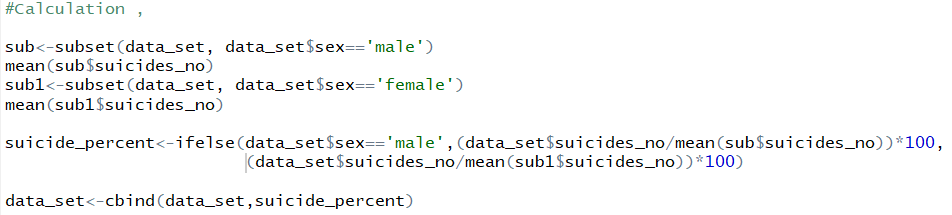 #Calculation ,
sub<-subset(data_set, data_set$sex=='male')
mean(sub$suicides_no)
sub1<-subset(data_set, data_set$sex=='female')
mean(sub1$suicides_no)
suicide_percent<-ifelse(data_set$sex=='male',(data_set$suicides_no/mean(sub$suicides_no))*100,
(data_set$suicides_no/mean(sub1$suicides_no))*100)
data_set<-cbind(data_set,suicide_percent)